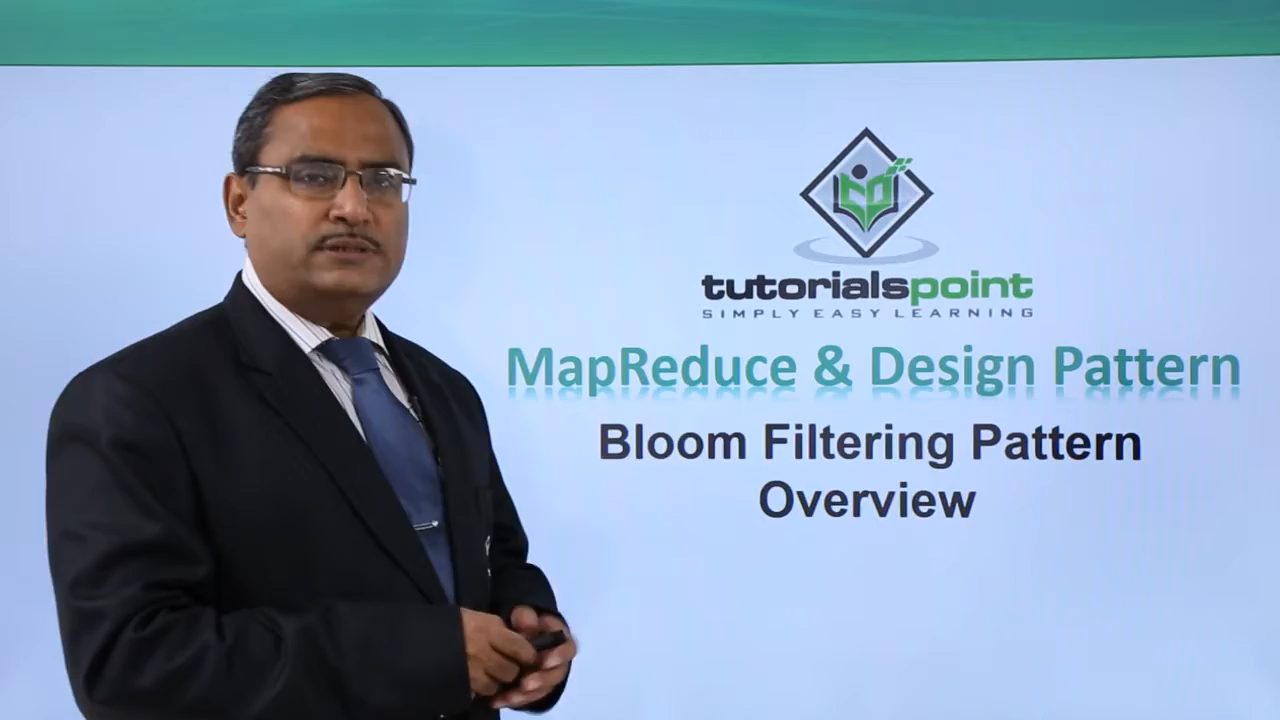 tutorialspoint
SIMPLY EASY LEARNING
MapReduce & Design Pattern
Bloom Filtering Pattern
Overview